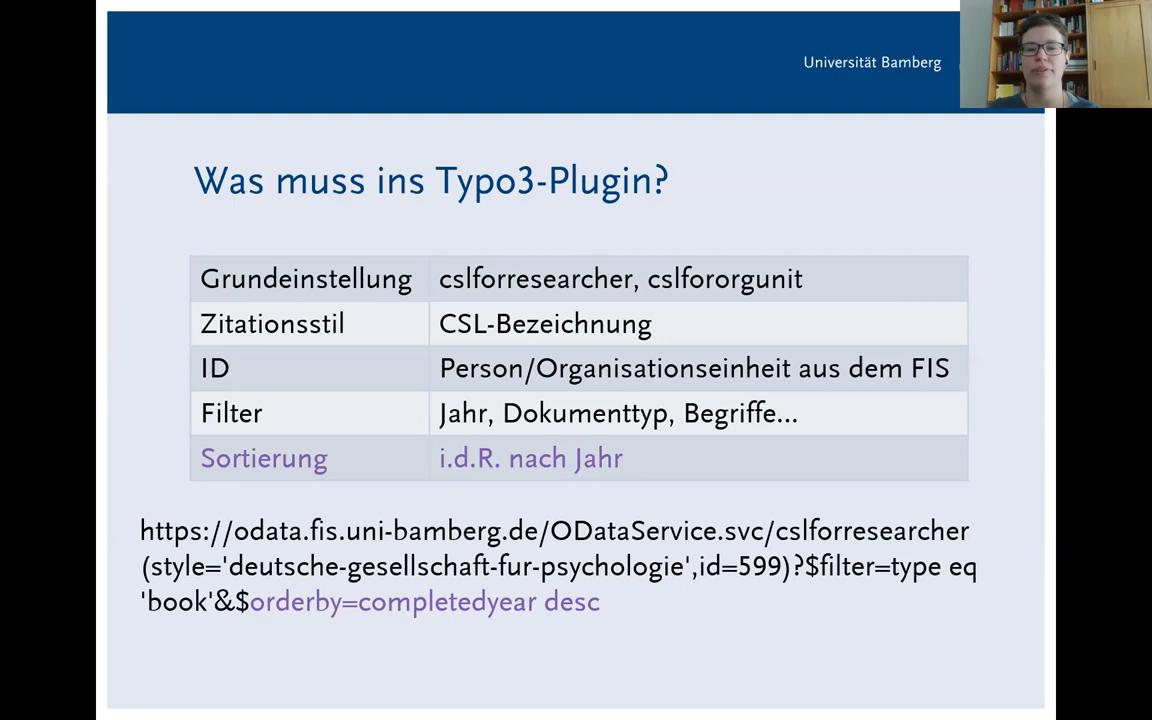 Universität Bamberg
Was muss ins Typo3-Plugin?
Grundeinstellung cslforresearcher, cslfororgunit
Zitationsstil CSL-Bezeichnung
ID Person/Organisationseinheit aus dem FIS
Filter Jahr, Dokumenttyp, Begriffe...
Sortierung i.d.R. nach Jahr
https://odata.fis.uni-bamberg.de/ODataService.svc/cslforresearcher
(style='deutsche-gesellschaft-fur-psychologie',id=599)?$filter=type eq
'book'&$orderby=completedyear desc